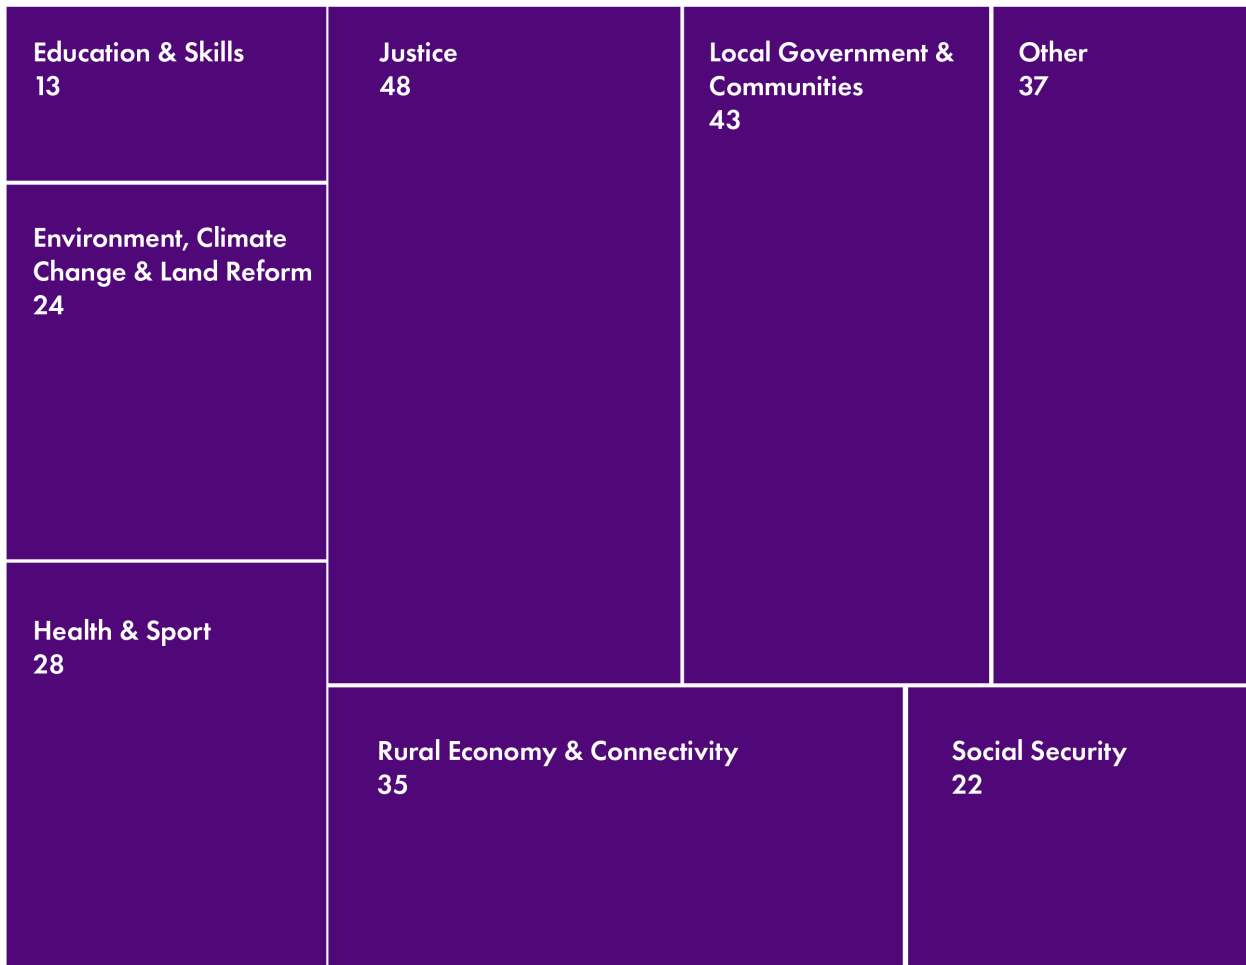 Education & Skills
13
Justice
48
Local Government &
Communities
43
Other
37
Environment, Climate
Change & Land Reform
24
Health & Sport
28
Rural Economy & Connectivity
35
Social Security
22